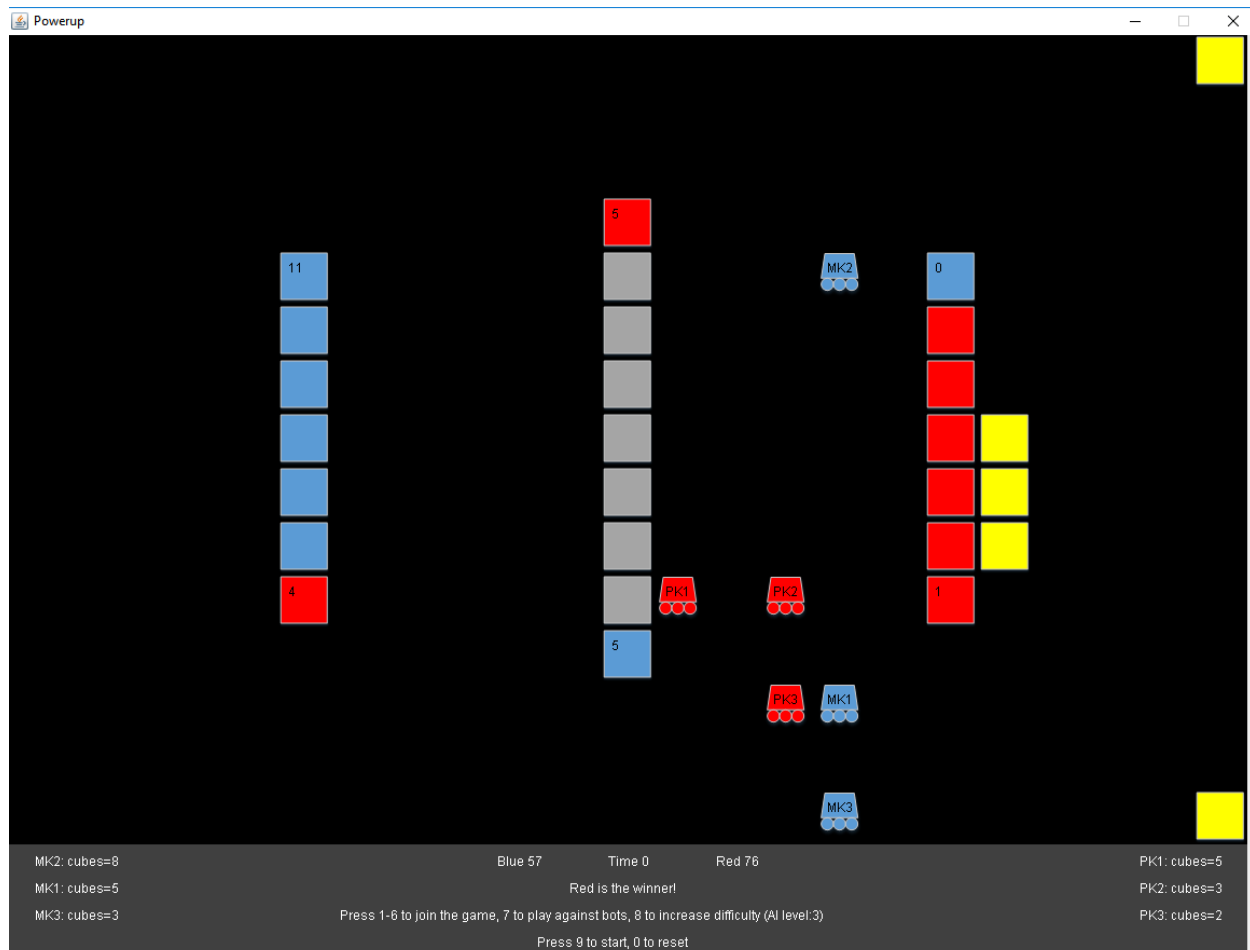 Powerup
5
11
MK2
0
4
PK1
PK2
1
5
PK3
MK1
MK3
MK2: cubes=8 Blue 57 Time 0 Red 76 PK1: cubes=5
MK1: cubes=5 Red is the winner! PK2: cubes=3
MK3: cubes=3 Press 1-6 to join the game, 7 to play against bots, 8 to increase difficulty (AI level:3) PK3: cubes=2
Press 9 to start, 0 to reset